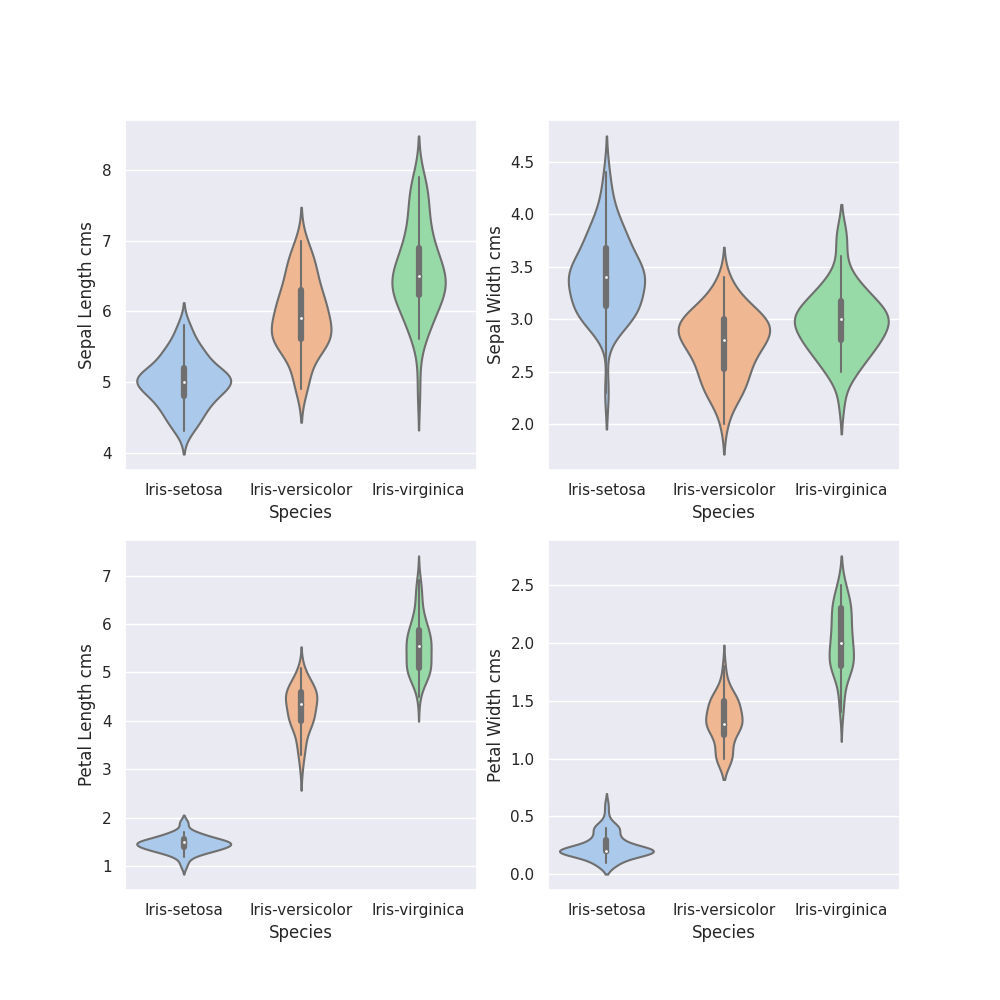 Sepal Length cms
8
7
6
5
4
Iris-setosa Iris-versicolor Iris-virginica
Species
Sepal Width cms
4.5
4.0
3.5
3.0
2.5
2.0
Iris-setosa Iris-versicolor Iris-virginica
Species
Petal Length cms
7
6
5
4
3
2
1
Iris-setosa Iris-versicolor Iris-virginica
Species
Petal Width cms
2.5
2.0
1.5
1.0
0.5
0.0
Iris-setosa Iris-versicolor Iris-virginica
Species